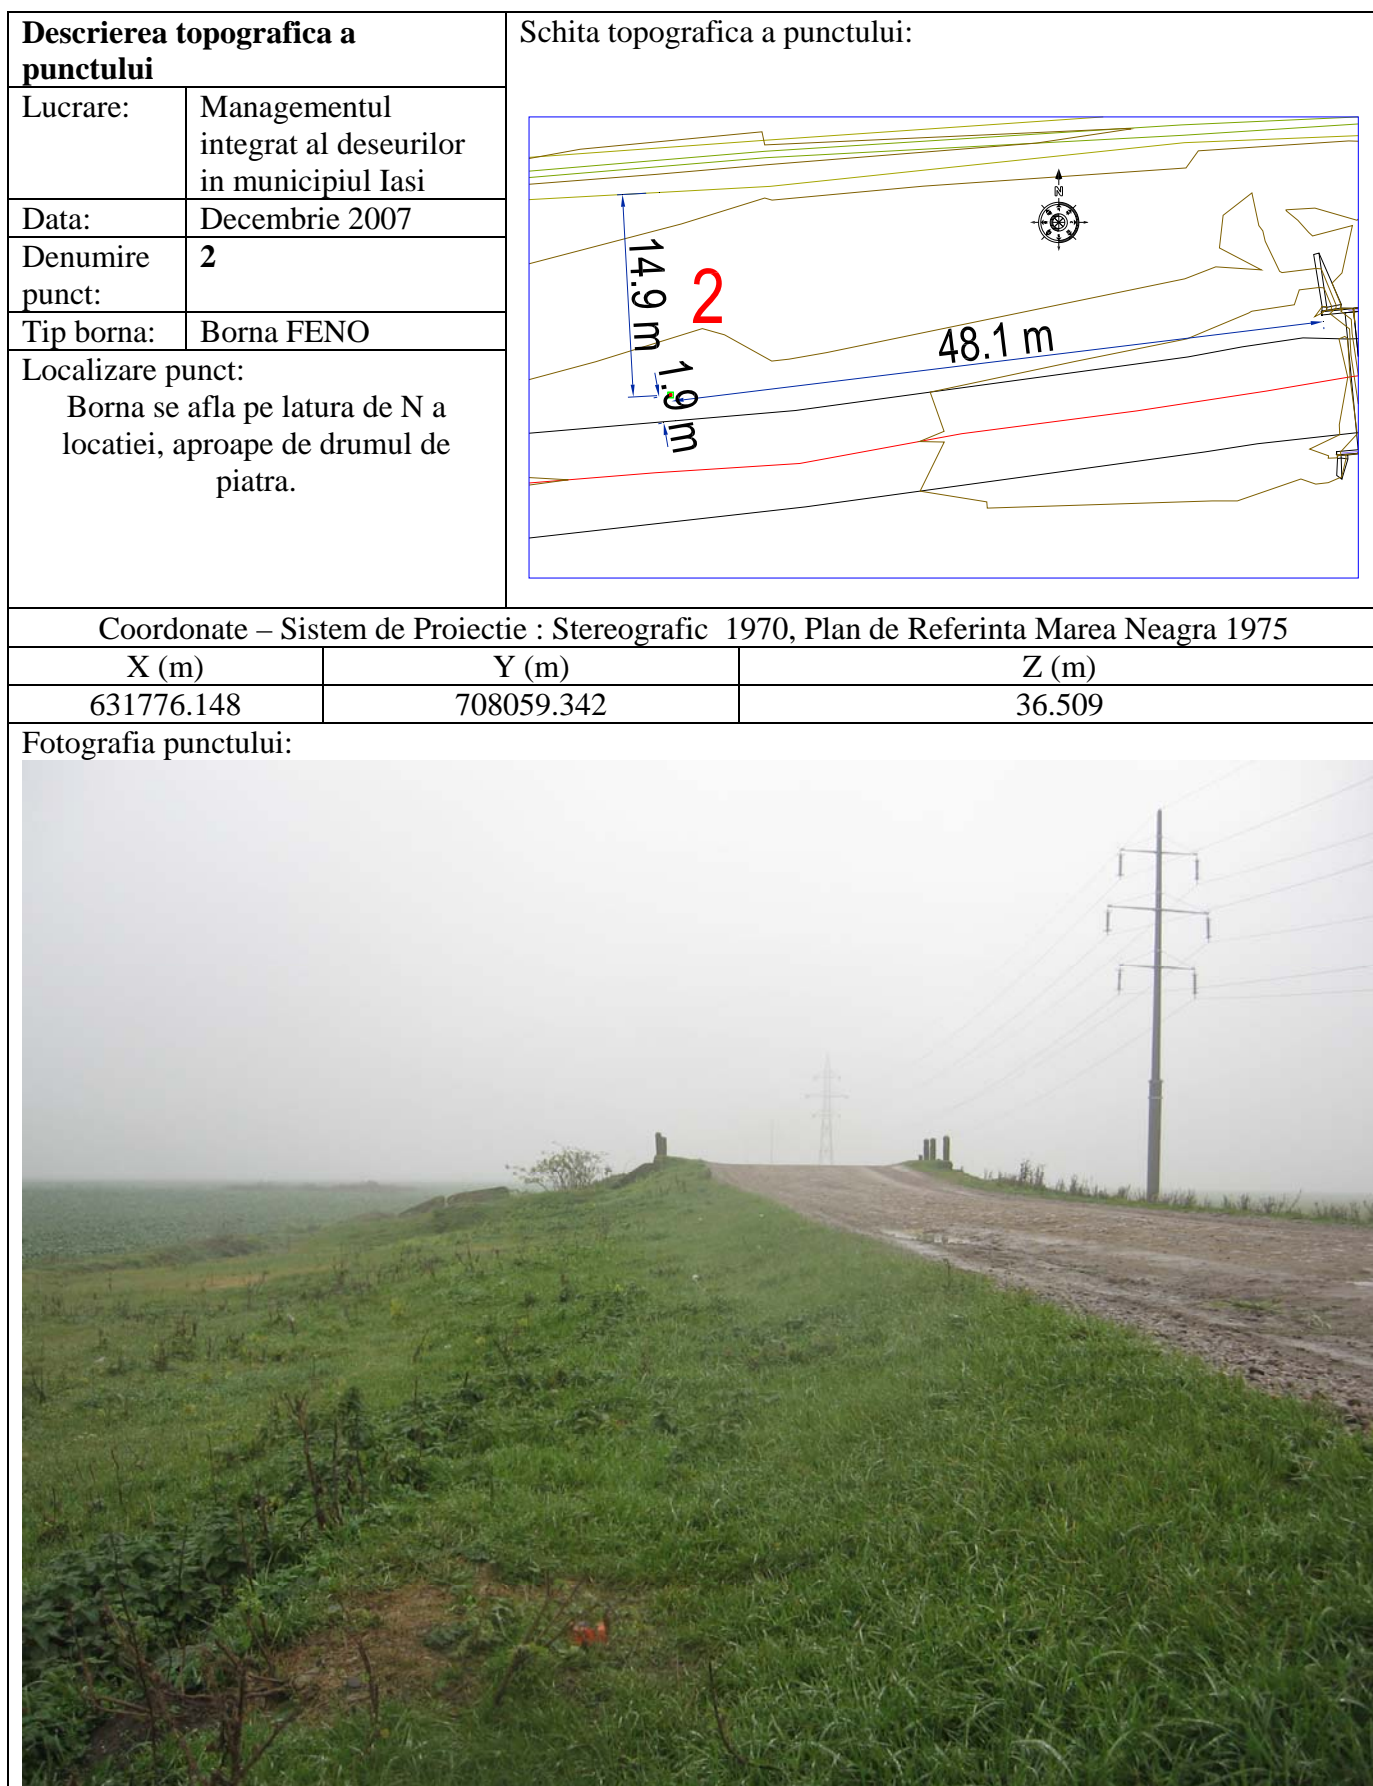 Descrierea topografica a
punctului
Lucrare:
Managementul
integrat al deseurilor
in municipiul Iasi
Data:
Decembrie 2007
Denumire
punct:
2
Tip borna:
Borna FENO
Localizare punct:
Borna se afla pe latura de N a
locatiei, aproape de drumul de
piatra.
Schita topografica a punctului:
N
14.9 m
2
48.1 m
1.9 m
Coordonate – Sistem de Proiectie : Stereografic 1970, Plan de Referinta Marea Neagra 1975
X (m)
Y (m)
Z (m)
631776.148
708059.342
36.509
Fotografia punctului: